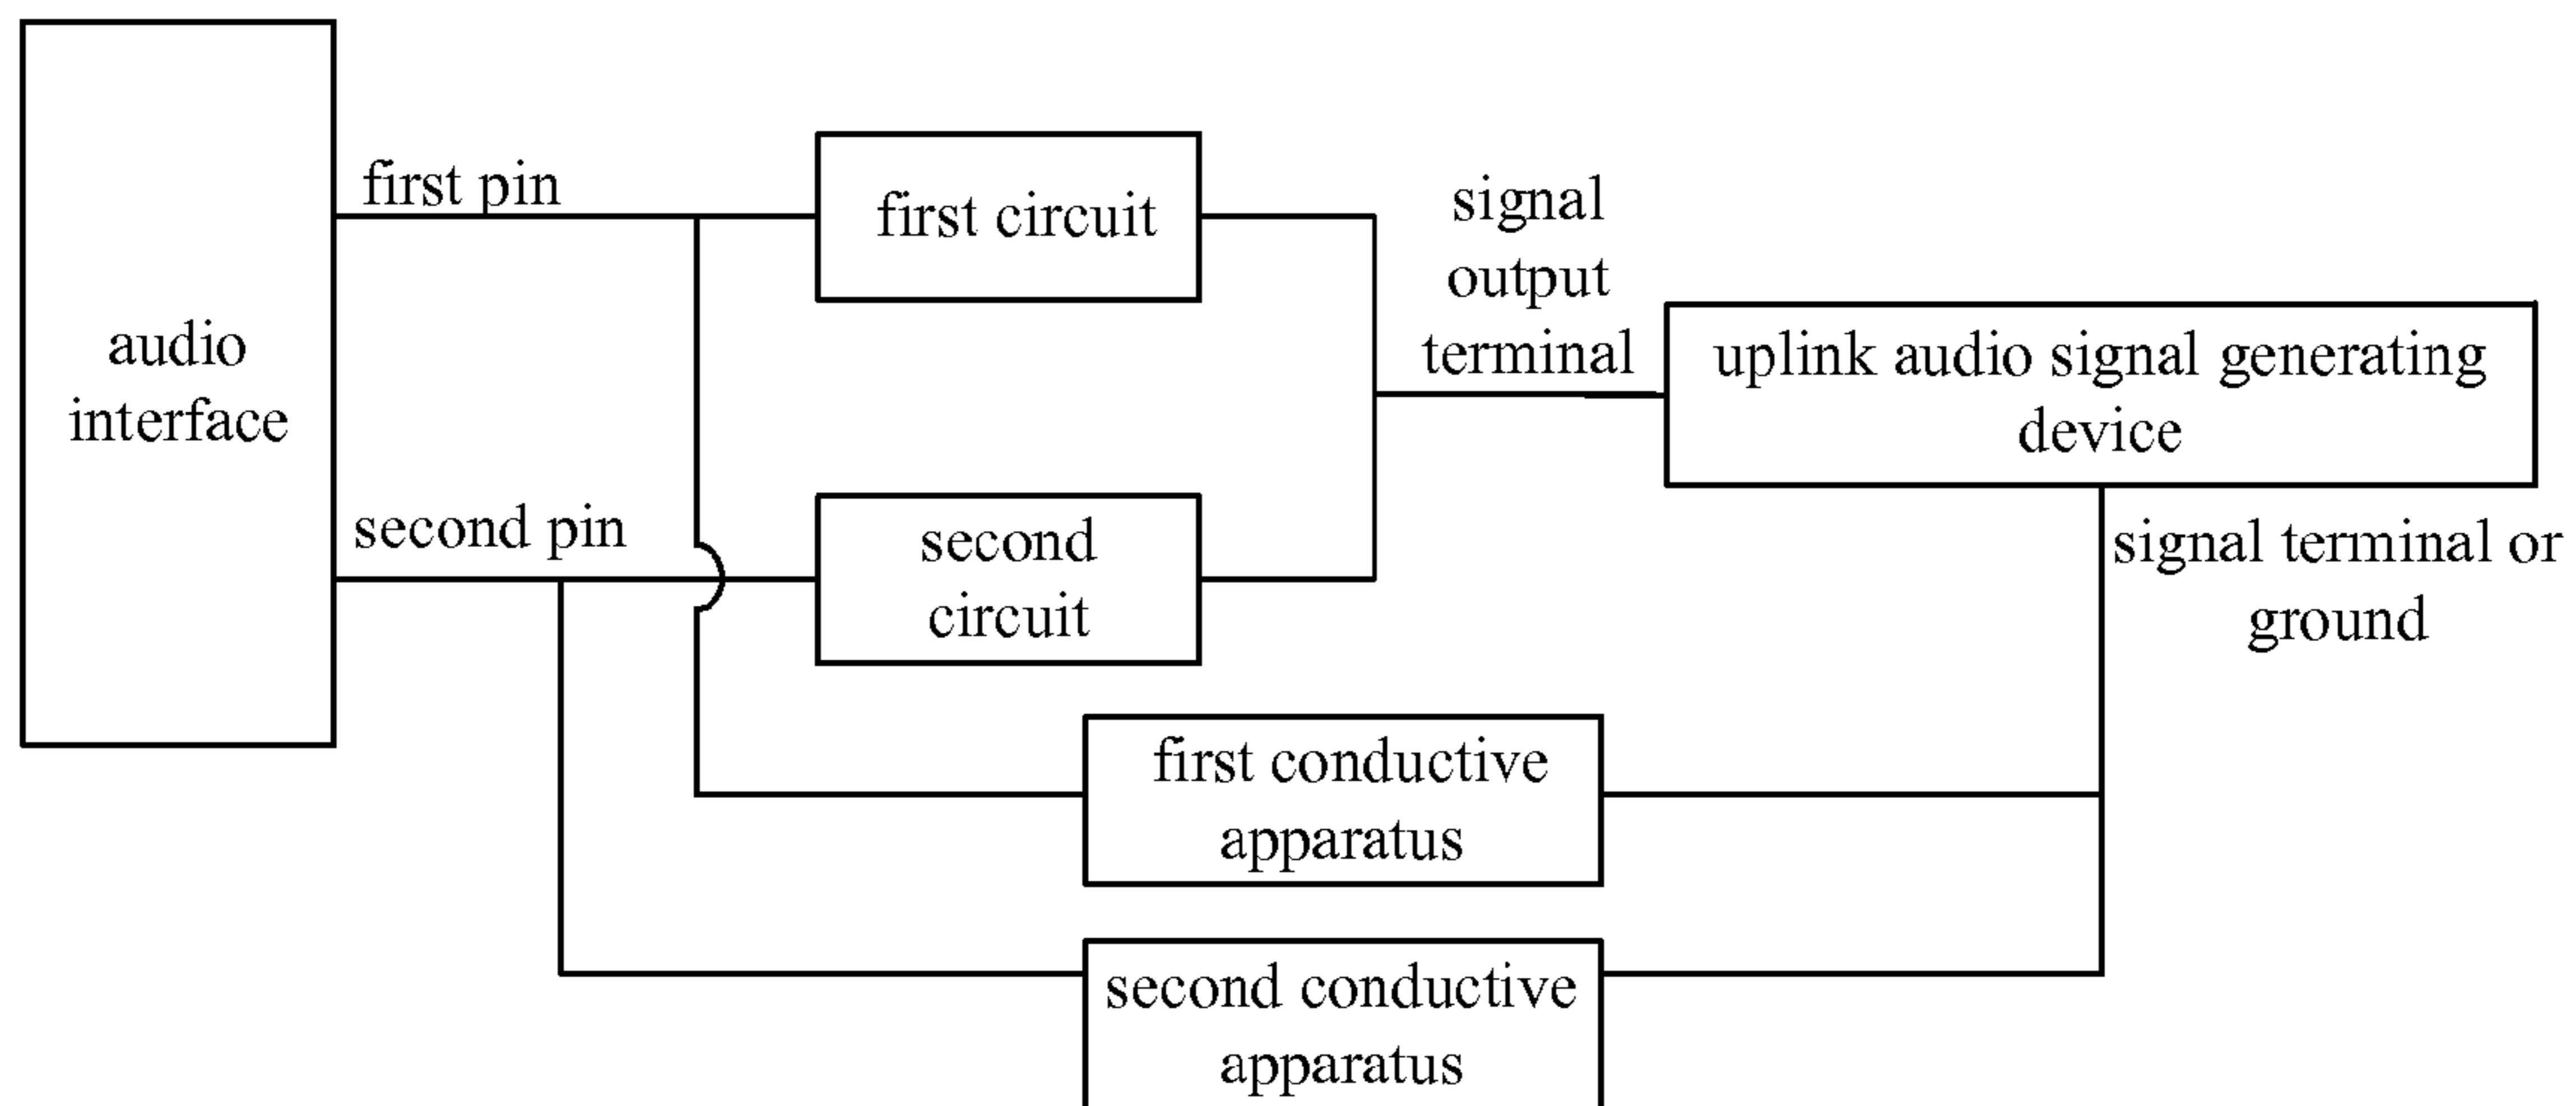 audio
interface
first pin
second pin
first circuit
second
circuit
signal
output
terminal
uplink audio signal generating
device
signal terminal or
ground
first conductive
apparatus
second conductive
apparatus